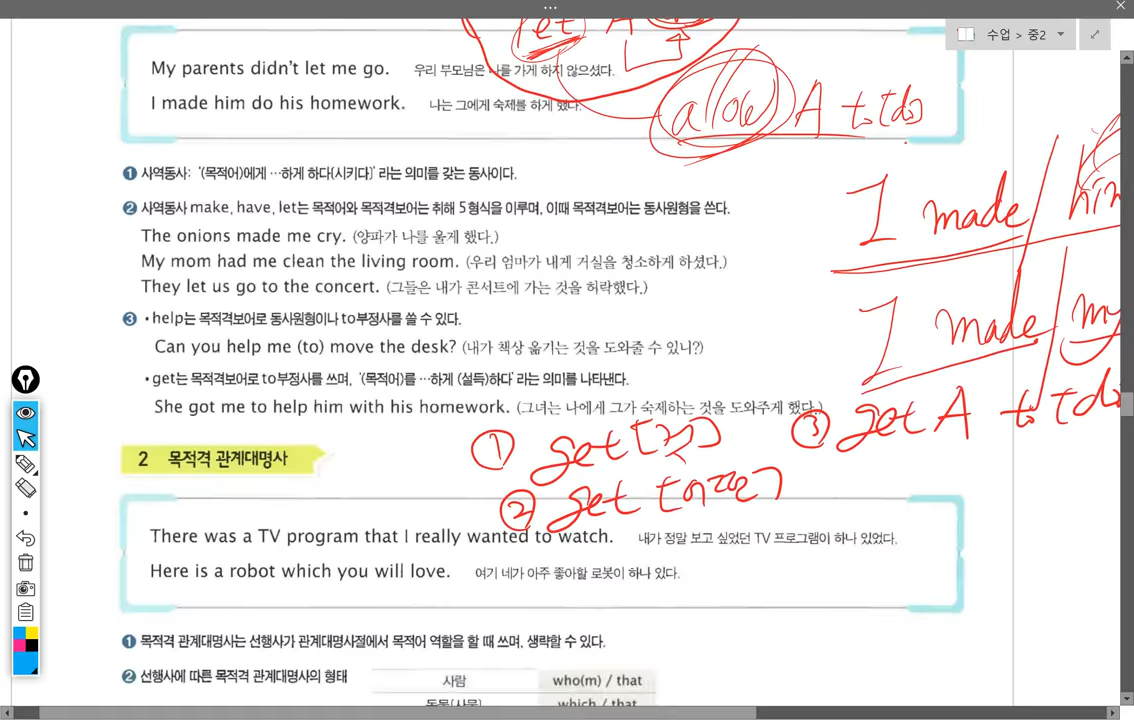 수업 > 중2
let A
My parents didn't let me go. 우리 부모님은 나를 가게 하지 않으셨다.
I made him do his homework. 나는 그에게 숙제를 하게 했다.
allow A to [do]
❶ 사역동사: '(목적어)에게 …하게 하다[시키다]' 라는 의미를 갖는 동사이다.
I made / him
❷ 사역동사 make, have, let는 목적어와 목적격보어는 취해 5형식을 이루며, 이때 목적격보어는 동사원형을 쓴다.
The onions made me cry. (양파가 나를 울게 했다.)
My mom had me clean the living room. (우리 엄마가 내게 거실을 청소하게 하셨다.)
They let us go to the concert. (그들은 내가 콘서트에 가는 것을 허락했다.)
I made / my
❸ • help는 목적격보어로 동사원형이나 to부정사를 쓸 수 있다.
Can you help me (to) move the desk? (내가 책상 옮기는 것을 도와줄 수 있니?)
• get는 목적격보어로 to부정사를 쓰며, '(목적어)를 …하게 (설득)하다' 라는 의미를 나타낸다.
She got me to help him with his homework. (그녀는 나에게 그가 숙제하는 것을 도와주게 했다.)
① get
③ get A to [do]
② get
2 목적격 관계대명사
There was a TV program that I really wanted to watch. 내가 정말 보고 싶었던 TV 프로그램이 하나 있었다.
Here is a robot which you will love. 여기 네가 아주 좋아할 로봇이 하나 있다.
❶ 목적격 관계대명사는 선행사가 관계대명사절에서 목적어 역할을 할 때 쓰며, 생략할 수 있다.
❷ 선행사에 따른 목적격 관계대명사의 형태
사람 who(m) / that
동물[사물] which / that